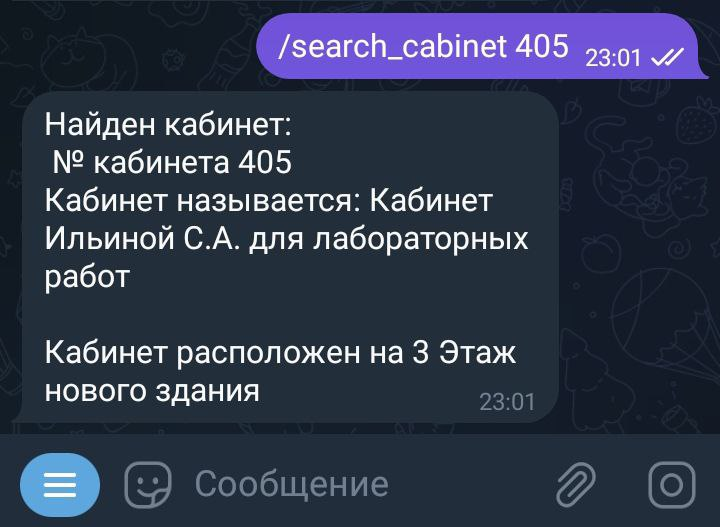 /search_cabinet 405 23:01
Найден кабинет:
№ кабинета 405
Кабинет называется: Кабинет
Ильиной С.А. для лабораторных
работ
Кабинет расположен на 3 Этаж
нового здания 23:01
Сообщение